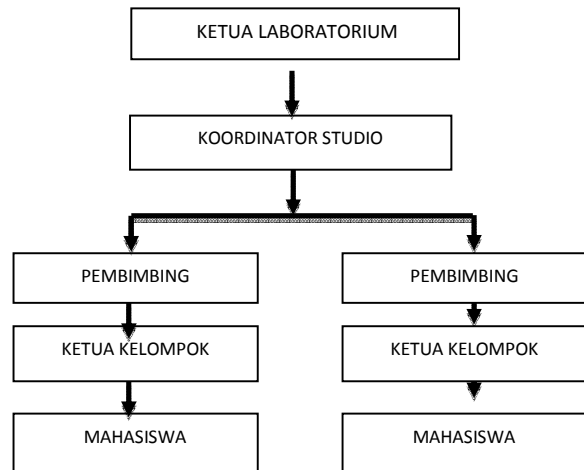 KETUA LABORATORIUM
KOORDINATOR STUDIO
PEMBIMBING
PEMBIMBING
KETUA KELOMPOK
KETUA KELOMPOK
MAHASISWA
MAHASISWA